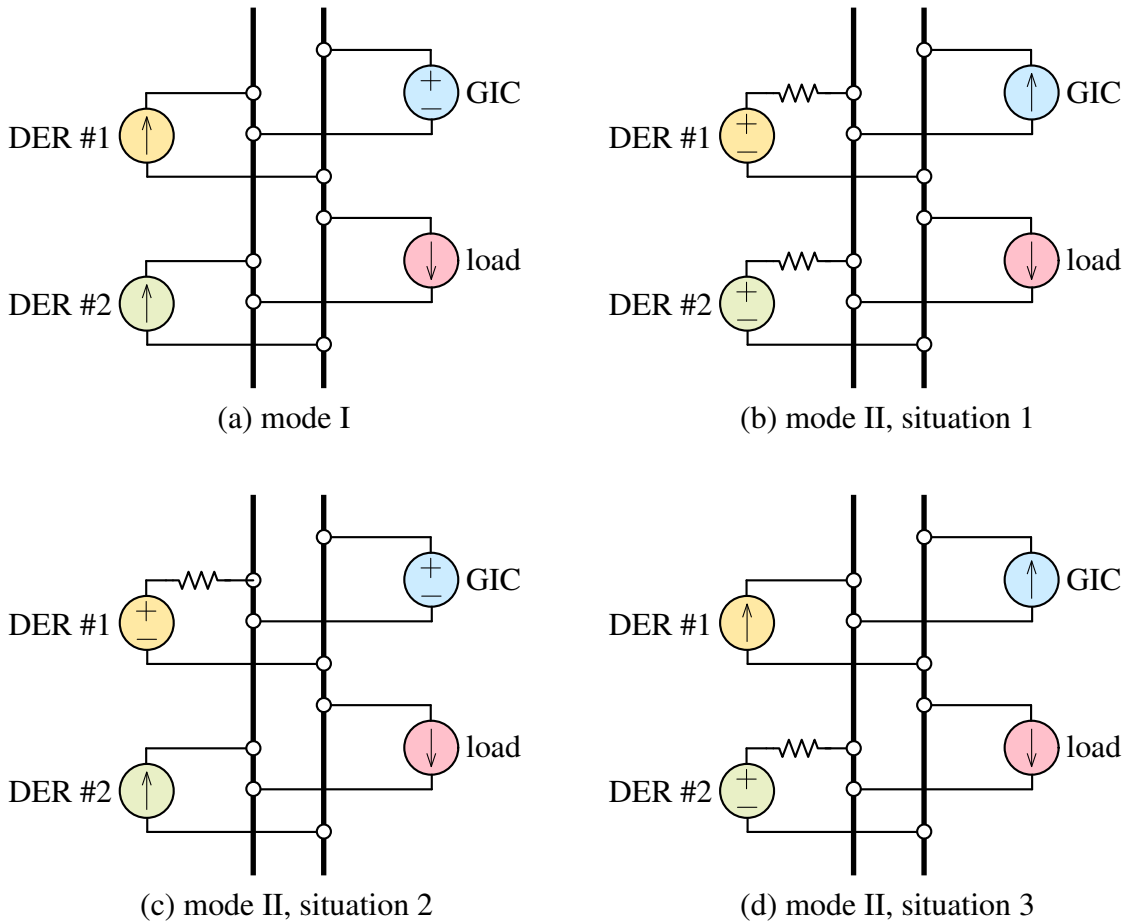 GIC
DER #1
load
DER #2
(a) mode I
GIC
DER #1
load
DER #2
(b) mode II, situation 1
GIC
DER #1
load
DER #2
(c) mode II, situation 2
GIC
DER #1
load
DER #2
(d) mode II, situation 3